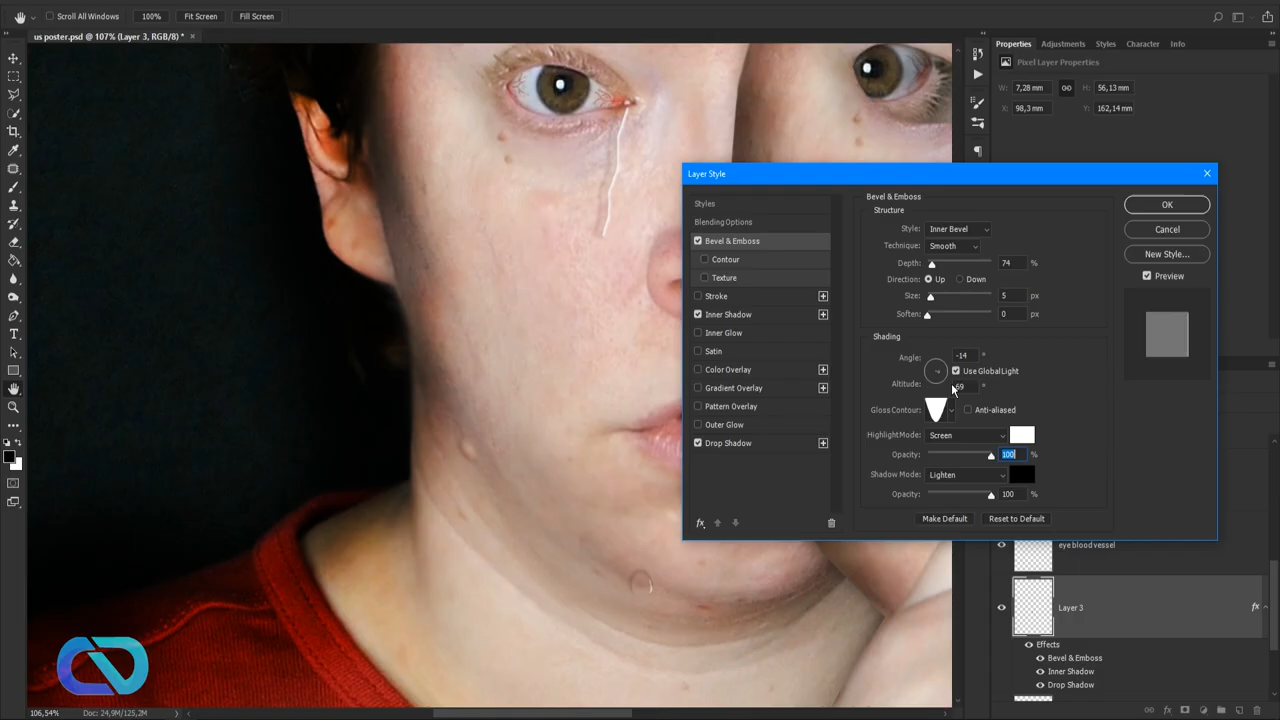 Scroll All Windows 100% Fit Screen Fill Screen
us poster.psd @ 107% (Layer 3, RGB/8) * ×
Properties Adjustments Styles Character Info
Pixel Layer Properties
W: 7,28 mm H: 56,13 mm
X: 98,3 mm Y: 162,14 mm
Layer Style
Styles
Blending Options
Bevel & Emboss
Contour
Texture
Stroke
Inner Shadow
Inner Glow
Satin
Color Overlay
Gradient Overlay
Pattern Overlay
Outer Glow
Drop Shadow
fx
Bevel & Emboss
Structure
Style: Inner Bevel
Technique: Smooth
Depth: 74 %
Direction: Up Down
Size: 5 px
Soften: 0 px
Shading
Angle: -14 °
Use Global Light
Altitude: 69 °
Gloss Contour: Anti-aliased
Highlight Mode: Screen
Opacity: 100 %
Shadow Mode: Lighten
Opacity: 100 %
Make Default Reset to Default
OK
Cancel
New Style...
Preview
eye blood vessel
Layer 3 fx
Effects
Bevel & Emboss
Inner Shadow
Drop Shadow
fx
106,54% Doc: 24,9M/125,2M